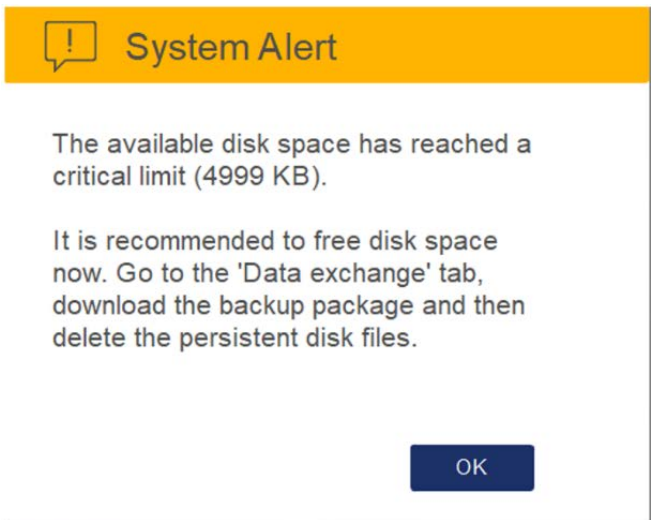 System Alert
The available disk space has reached a
critical limit (4999 KB).
It is recommended to free disk space
now. Go to the 'Data exchange' tab,
download the backup package and then
delete the persistent disk files.
OK